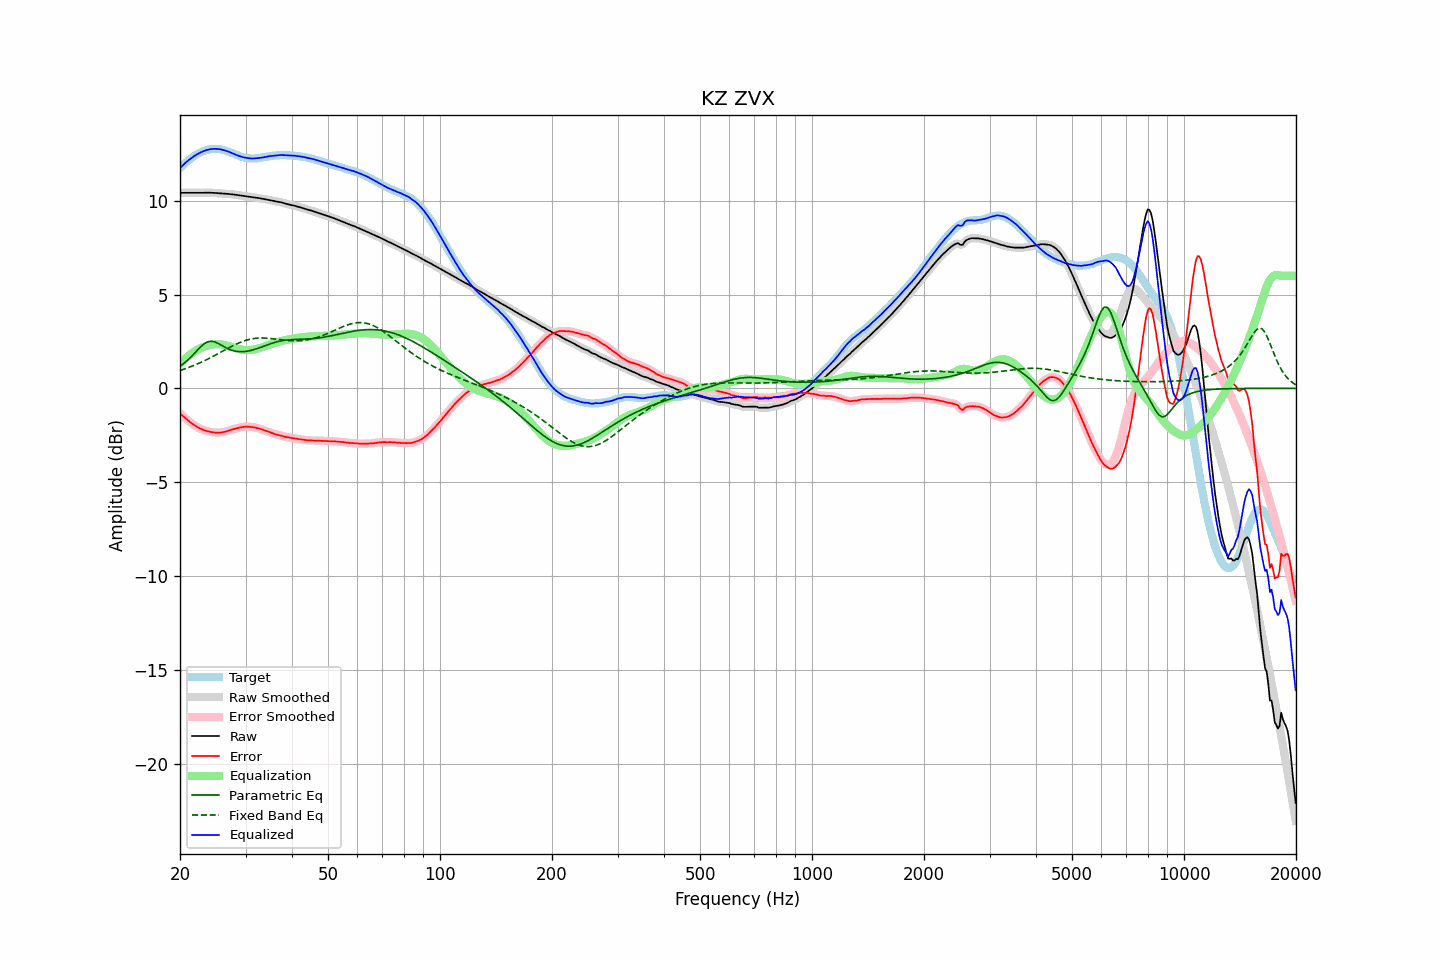 KZ ZVX
Amplitude (dBr)
10
5
0
−5
−10
−15
−20
Target
Raw Smoothed
Error Smoothed
Raw
Error
Equalization
Parametric Eq
Fixed Band Eq
Equalized
20 50 100 200 500 1000 2000 5000 10000 20000
Frequency (Hz)